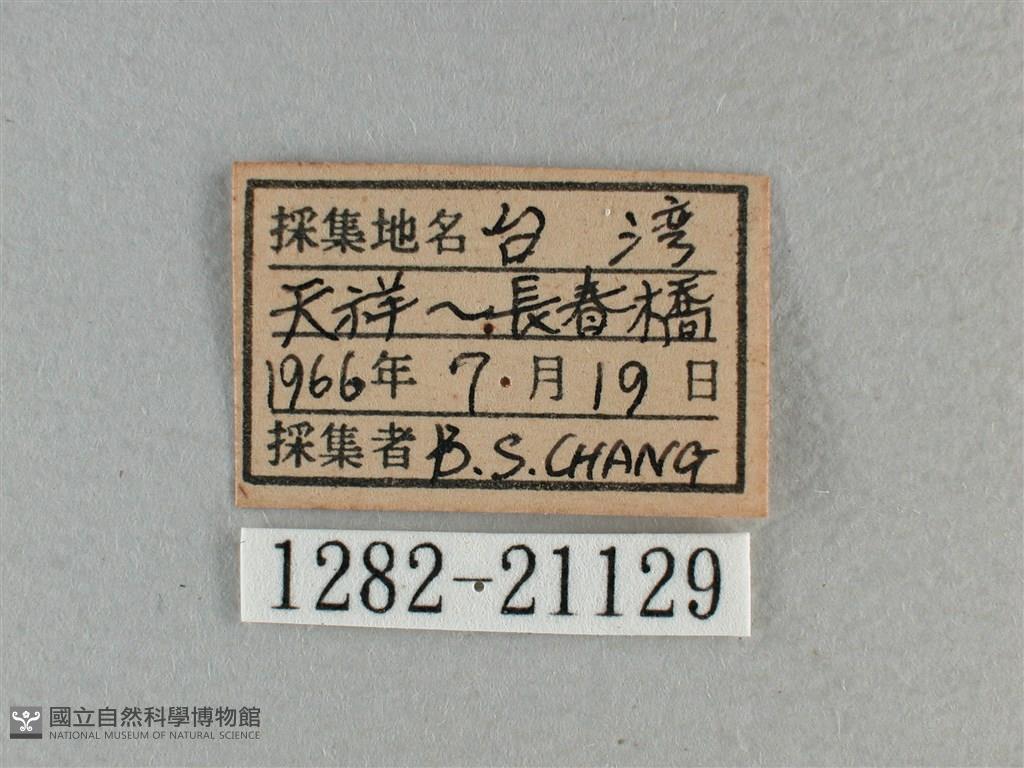 採集地名 台 湾
天祥～長春橋
1966年 7 月 19 日
採集者 B.S.CHANG
1282-21129
國立自然科學博物館
NATIONAL MUSEUM OF NATURAL SCIENCE